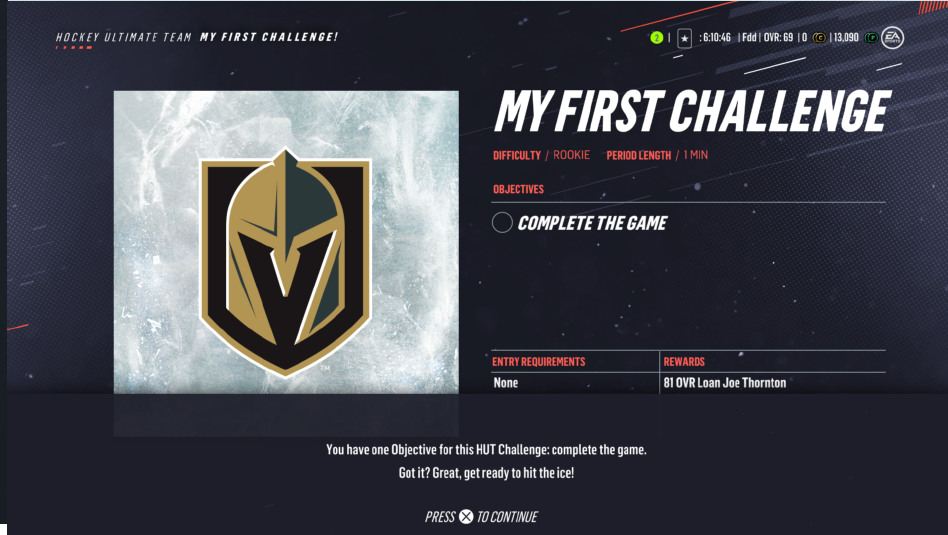 HOCKEY ULTIMATE TEAM MY FIRST CHALLENGE!
2 | : 6:10:46 | Fdd | OVR: 69 | 0 C | 13,090 P EA SPORTS
MY FIRST CHALLENGE
DIFFICULTY / ROOKIE PERIOD LENGTH / 1 MIN
OBJECTIVES
COMPLETE THE GAME
TM
ENTRY REQUIREMENTS REWARDS
None 81 OVR Loan Joe Thornton
You have one Objective for this HUT Challenge: complete the game.
Got it? Great, get ready to hit the ice!
PRESS X TO CONTINUE